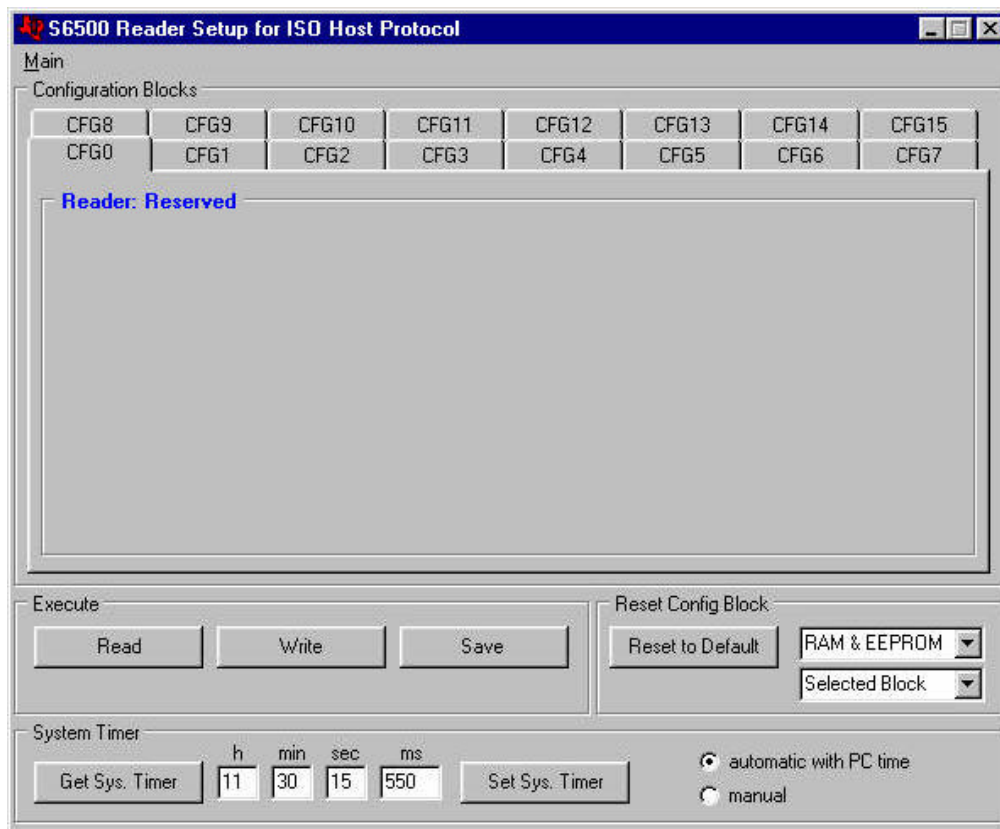 S6500 Reader Setup for ISO Host Protocol
Main
Configuration Blocks
CFG8 CFG9 CFG10 CFG11 CFG12 CFG13 CFG14 CFG15
CFG0 CFG1 CFG2 CFG3 CFG4 CFG5 CFG6 CFG7
Reader: Reserved
Execute
Read Write Save
Reset Config Block
Reset to Default RAM & EEPROM
Selected Block
System Timer
h min sec ms
Get Sys. Timer 11 30 15 550 Set Sys. Timer
automatic with PC time
manual